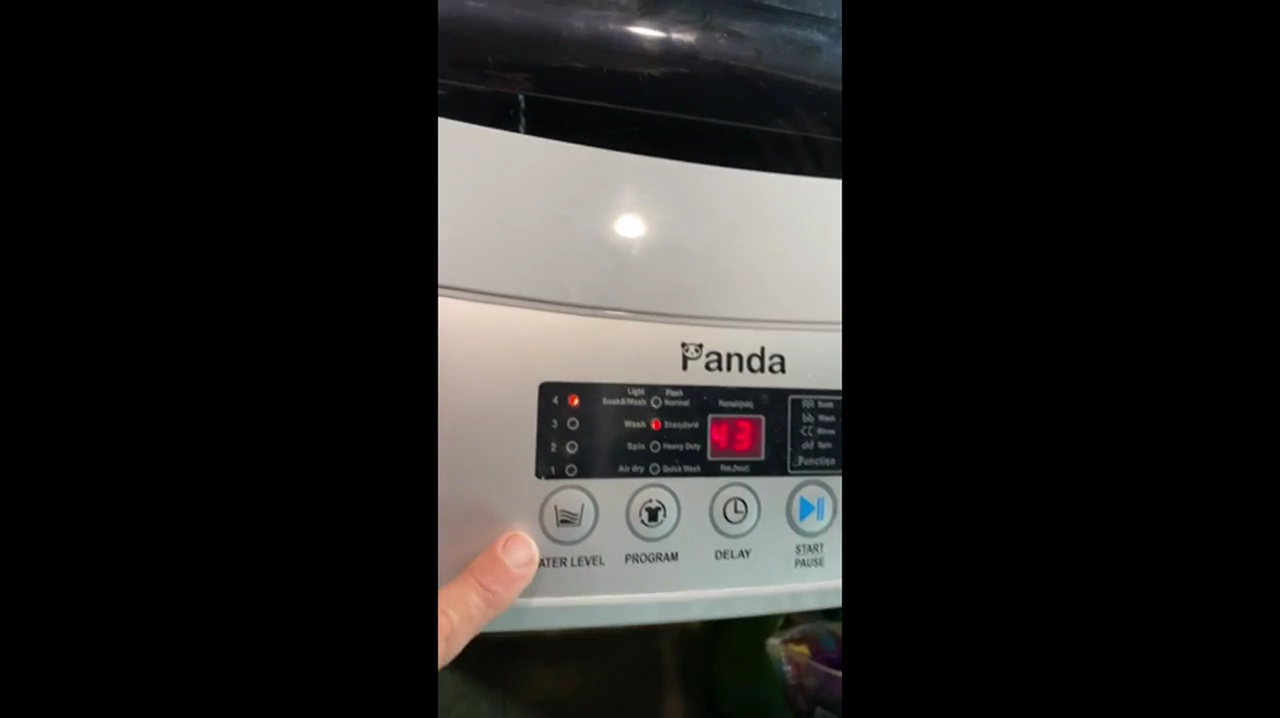 Panda
Light Flash
4 Soak&Wash Normal
3 Wash Standard 43
2 Spin Heavy Duty
1 Air dry Quick Wash
Function
ATER LEVEL PROGRAM DELAY START
PAUSE